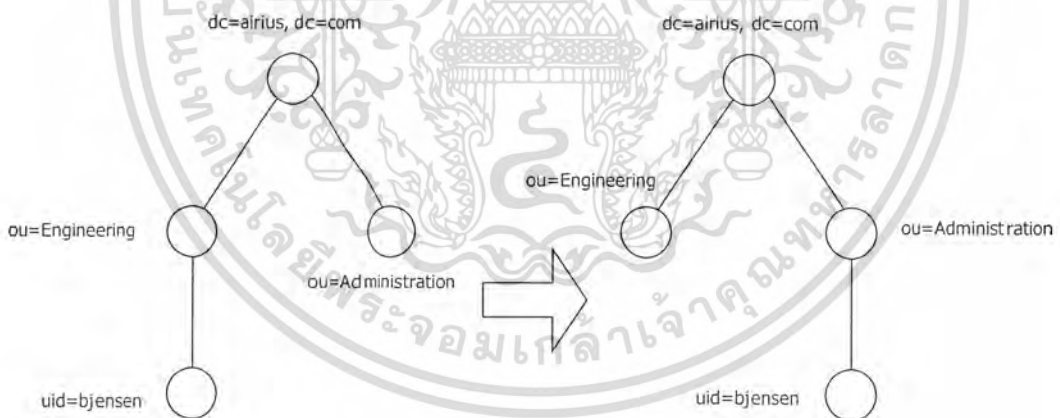 dc=airius, dc=com
ou=Engineering
ou=Administration
uid=bjensen
dc=airius, dc=com
ou=Engineering
ou=Administration
uid=bjensen